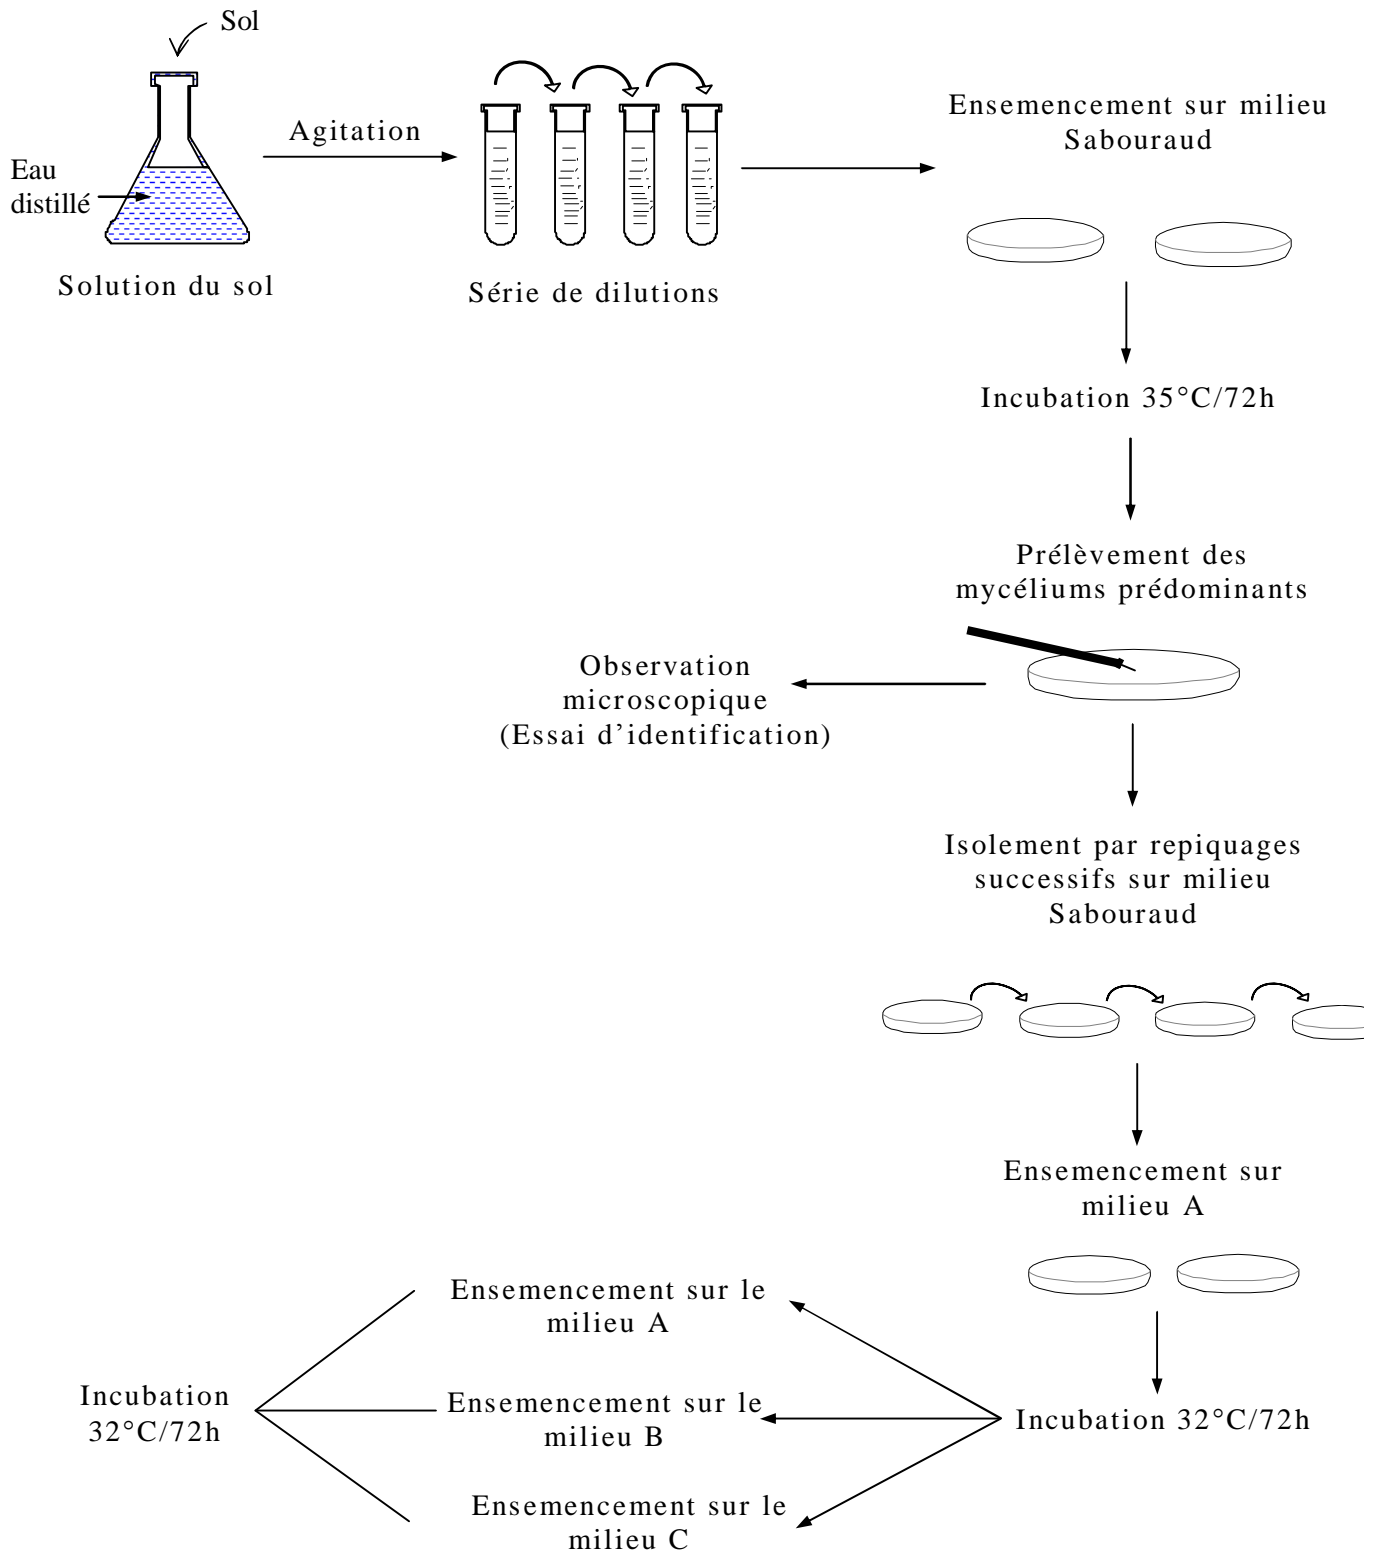 Sol
Eau
distillé
Agitation
Solution du sol
Série de dilutions
Ensemencement sur milieu
Sabouraud
Incubation 35°C/72h
Prélèvement des
mycéliums prédominants
Observation
microscopique
(Essai d’identification)
Isolement par repiquages
successifs sur milieu
Sabouraud
Ensemencement sur
milieu A
Incubation 32°C/72h
Ensemencement sur le
milieu A
Ensemencement sur le
milieu B
Ensemencement sur le
milieu C
Incubation
32°C/72h